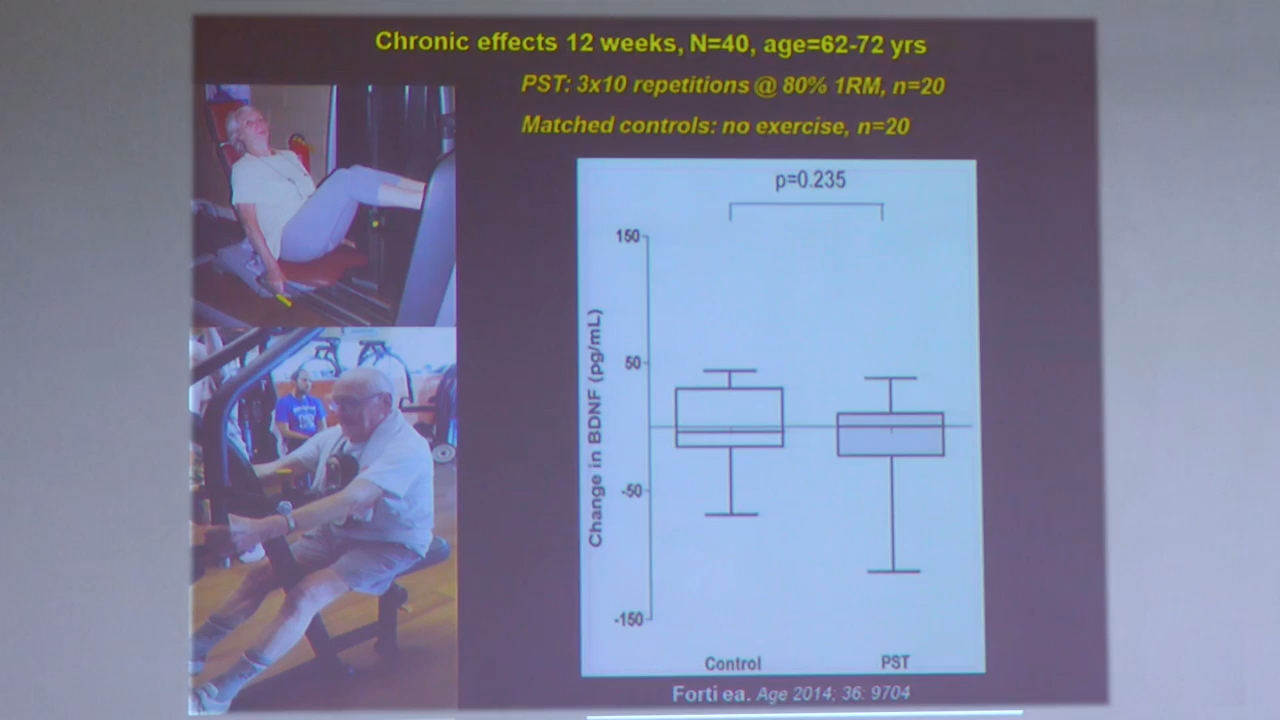 Chronic effects 12 weeks, N=40, age=62-72 yrs
PST: 3x10 repetitions @ 80% 1RM, n=20
Matched controls: no exercise, n=20
p=0.235
150
50
-50
-150
Change in BDNF (pg/mL)
Control
PST
Forti ea. Age 2014; 36: 9704